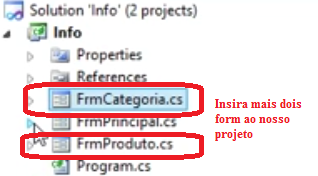 Solution 'Info' (2 projects)
Info
Properties
References
FrmCategoria.cs
FrmPrincipal.cs
FrmProduto.cs
Program.cs
Insira mais dois
form ao nosso
projeto